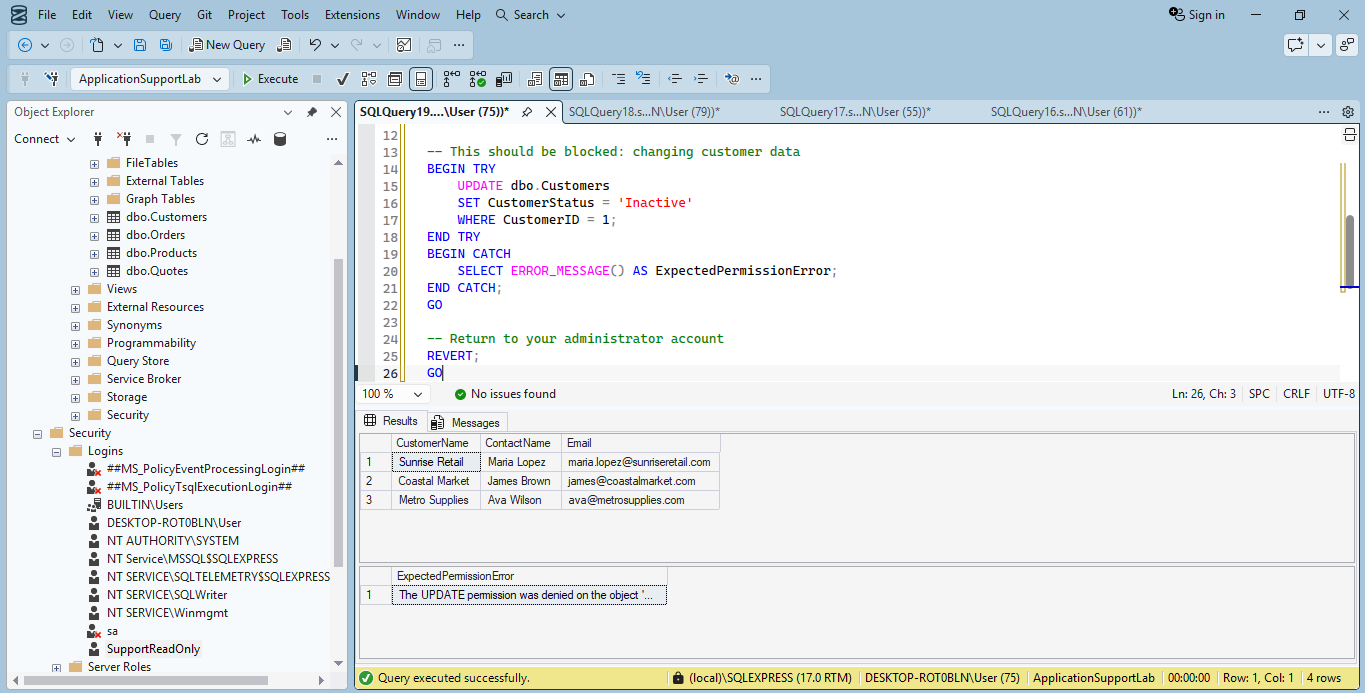 File Edit View Query Git Project Tools Extensions Window Help Search Sign in
New Query
ApplicationSupportLab Execute
Object Explorer
Connect
FileTables
External Tables
Graph Tables
dbo.Customers
dbo.Orders
dbo.Products
dbo.Quotes
Views
External Resources
Synonyms
Programmability
Query Store
Service Broker
Storage
Security
Security
Logins
##MS_PolicyEventProcessingLogin##
##MS_PolicyTsqlExecutionLogin##
BUILTIN\Users
DESKTOP-ROT0BLN\User
NT AUTHORITY\SYSTEM
NT Service\MSSQL$SQLEXPRESS
NT SERVICE\SQLTELEMETRY$SQLEXPRESS
NT SERVICE\SQLWriter
NT SERVICE\Winmgmt
sa
SupportReadOnly
Server Roles
SQLQuery19....\User (75))* SQLQuery18.s...N\User (79))* SQLQuery17.s...N\User (55))* SQLQuery16.s...N\User (61))*
12
13 -- This should be blocked: changing customer data
14 BEGIN TRY
15 UPDATE dbo.Customers
16 SET CustomerStatus = 'Inactive'
17 WHERE CustomerID = 1;
18 END TRY
19 BEGIN CATCH
20 SELECT ERROR_MESSAGE() AS ExpectedPermissionError;
21 END CATCH;
22 GO
23
24 -- Return to your administrator account
25 REVERT;
26 GO
100 % No issues found Ln: 26, Ch: 3 SPC CRLF UTF-8
Results Messages
CustomerName ContactName Email
1 Sunrise Retail Maria Lopez maria.lopez@sunriseretail.com
2 Coastal Market James Brown james@coastalmarket.com
3 Metro Supplies Ava Wilson ava@metrosupplies.com
ExpectedPermissionError
1 The UPDATE permission was denied on the object '...
Query executed successfully. (local)\SQLEXPRESS (17.0 RTM) DESKTOP-ROT0BLN\User (75) ApplicationSupportLab 00:00:00 Row: 1, Col: 1 4 rows